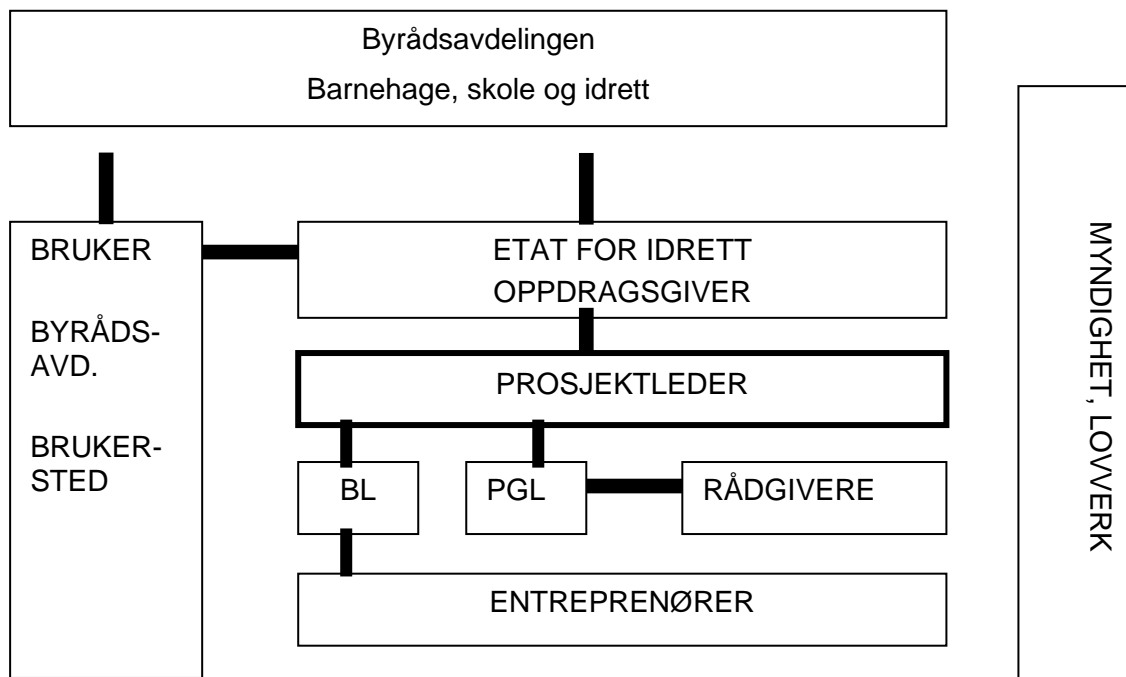 Byrådsavdelingen
Barnehage, skole og idrett
BRUKER
BYRÅDS-
AVD.
BRUKER-
STED
ETAT FOR IDRETT
OPPDRAGSGIVER
PROSJEKTLEDER
BL
PGL
RÅDGIVERE
ENTREPRENØRER
MYNDIGHET, LOVVERK